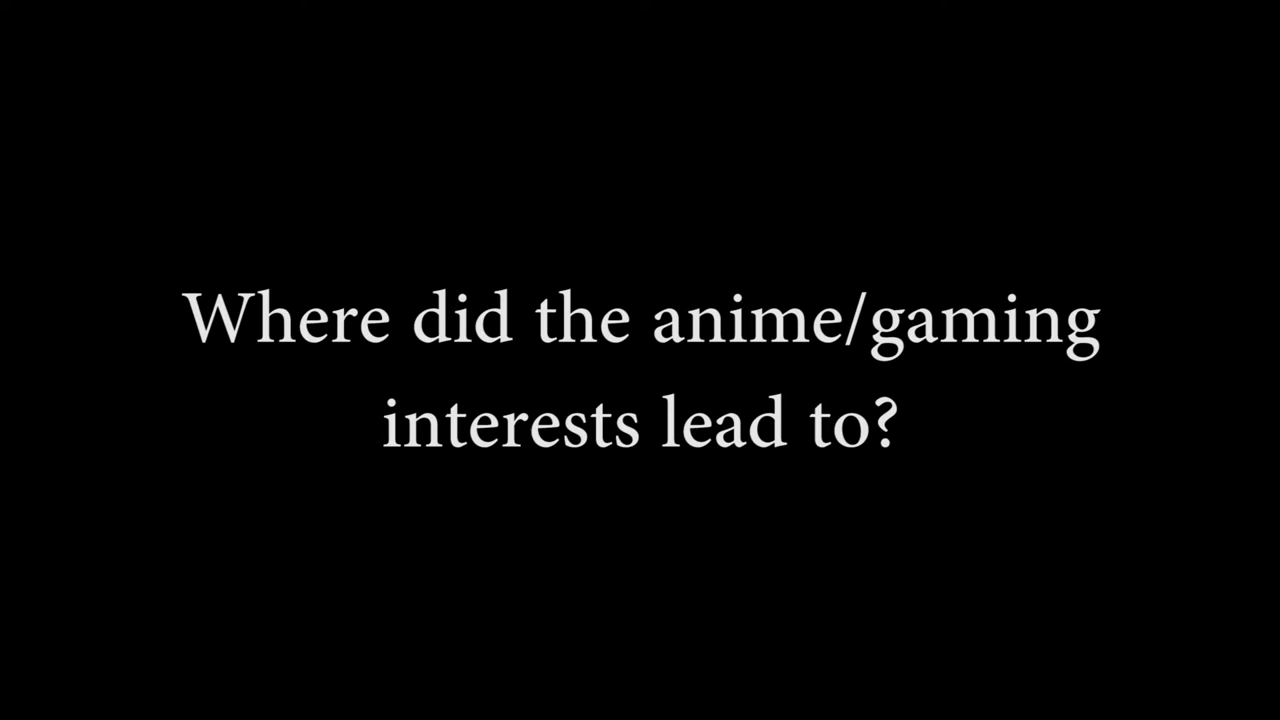 Where did the anime/gaming
interests lead to?